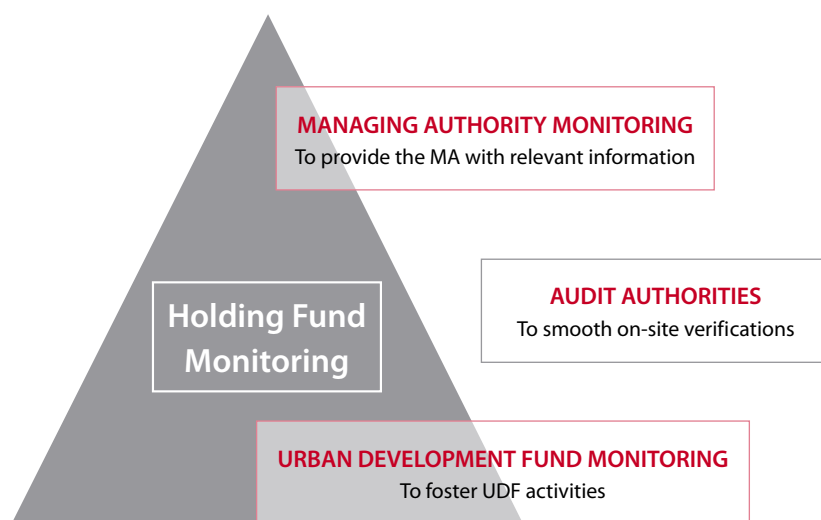 MANAGING AUTHORITY MONITORING
To provide the MA with relevant information
AUDIT AUTHORITIES
To smooth on-site verifications
Holding Fund
Monitoring
URBAN DEVELOPMENT FUND MONITORING
To foster UDF activities